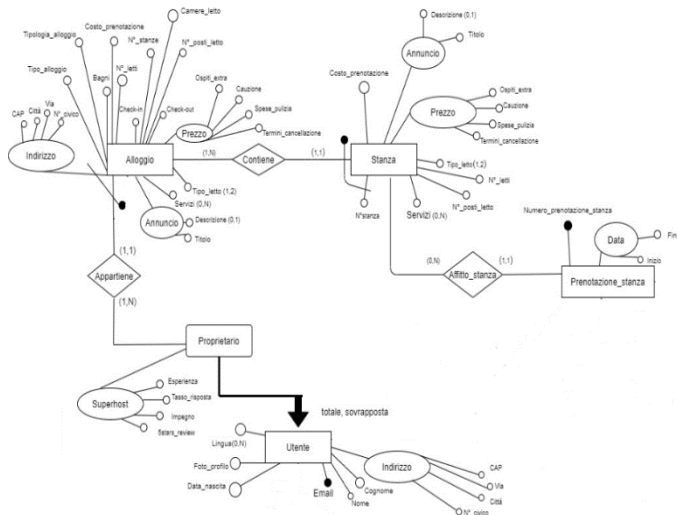 Camere_letto
Costo_prenotazione
Tipologia_alloggio
N°_stanze
N°_posti_letto
Tipo_alloggio
N°_letti
Bagni
Check-in
Check-out
CAP
Città
Via
N°_civico
Indirizzo
Alloggio
Prezzo
Ospiti_extra
Cauzione
Spese_pulizia
Termini_cancellazione
(1,N)
Contiene
(1,1)
Tipo_letto (1,2)
Servizi (0,N)
Annuncio
Descrizione (0,1)
Titolo
Descrizione (0,1)
Titolo
Annuncio
Costo_prenotazione
Prezzo
Ospiti_extra
Cauzione
Spese_pulizia
Termini_cancellazione
Stanza
Tipo_letto (1,2)
N°_letti
N°_posti_letto
Servizi (0,N)
N°stanza
(0,N)
Affitto_stanza
(1,1)
Numero_prenotazione_stanza
Data
Fin
Inizio
Prenotazione_stanza
(1,1)
Appartiene
(1,N)
Proprietario
Superhost
Esperienza
Tasso_risposta
Impegno
5stars_review
totale, sovrapposta
Utente
Lingua(0,N)
Foto_profilo
Data_nascita
Email
Nome
Cognome
Indirizzo
CAP
Via
Città
N°_civico